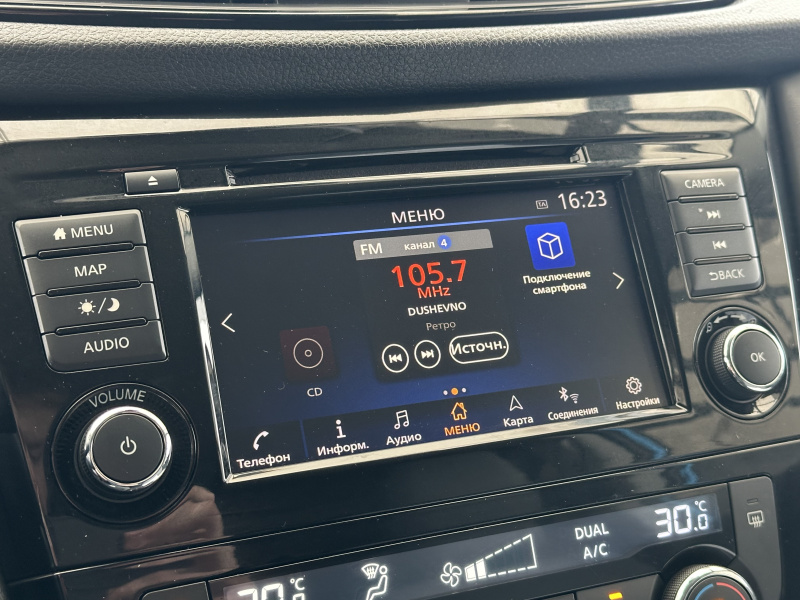 МЕНЮ
ТЛ
16:23
FM
канал 4
105.7
MHz
DUSHEVNO
Ретро
Источн.
CD
Подключение
смартфона
Телефон
Информ.
Аудио
МЕНЮ
Карта
Соединения
Настройки
MENU
MAP
AUDIO
VOLUME
CAMERA
BACK
OK
DUAL
A/C
30.0
°C
°C